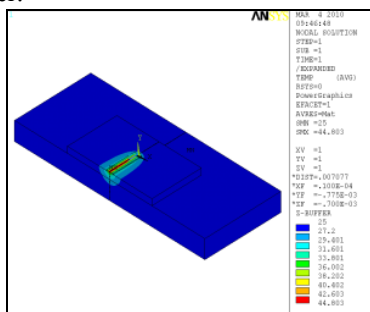 ANSYS
MAR 4 2010
09:46:48
NODAL SOLUTION
STEP=1
SUB =1
TIME=1
/EXPANDED
TEMP (AVG)
RSYS=0
PowerGraphics
EFACET=1
AVRES=Mat
SMN =25
SMX =44.803
XV =1
YV =1
ZV =1
*DIST=.007077
*XF =.100E-04
*YF =-.775E-03
*ZF =-.700E-03
Z-BUFFER
25
27.2
29.401
31.601
33.801
36.002
38.202
40.402
42.603
44.803